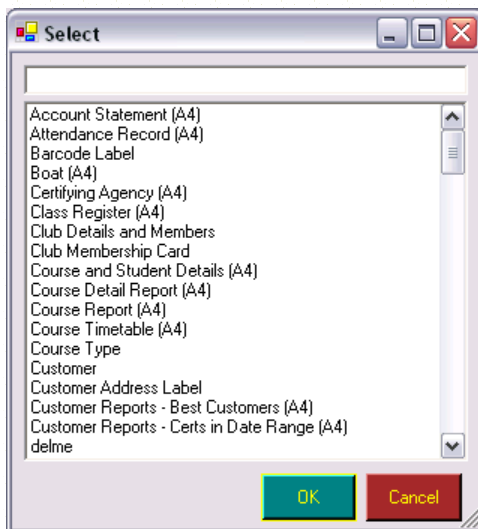 Select
Account Statement (A4)
Attendance Record (A4)
Barcode Label
Boat (A4)
Certifying Agency (A4)
Class Register (A4)
Club Details and Members
Club Membership Card
Course and Student Details (A4)
Course Detail Report (A4)
Course Report (A4)
Course Timetable (A4)
Course Type
Customer
Customer Address Label
Customer Reports - Best Customers (A4)
Customer Reports - Certs in Date Range (A4)
delme
OK Cancel